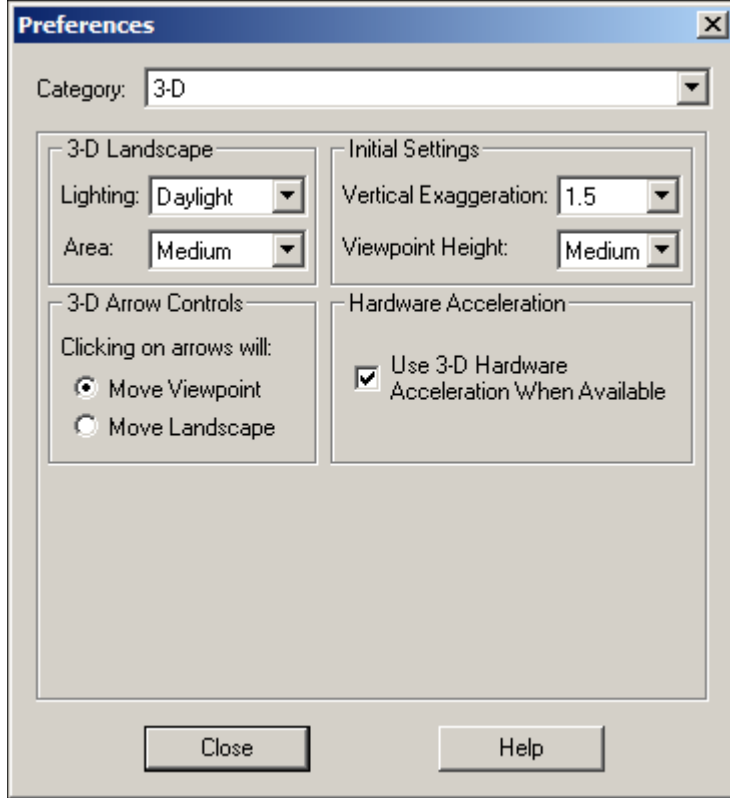 Preferences
Category: 3-D
3-D Landscape
Lighting: Daylight
Area: Medium
Initial Settings
Vertical Exaggeration: 1.5
Viewpoint Height: Medium
3-D Arrow Controls
Clicking on arrows will:
Move Viewpoint
Move Landscape
Hardware Acceleration
Use 3-D Hardware
Acceleration When Available
Close
Help